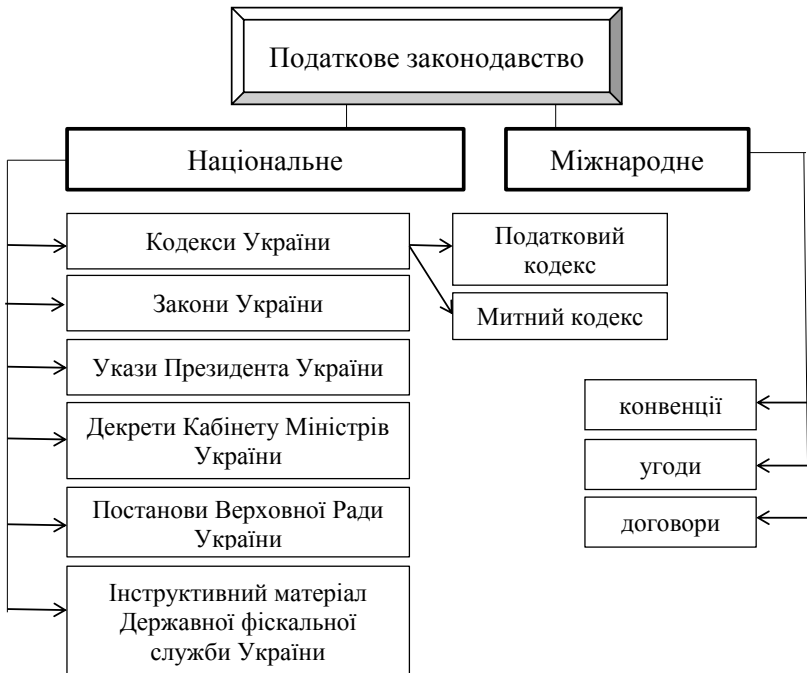 Податкове законодавство
Національне
Міжнародне
Кодекси України
Податковий
кодекс
Митний кодекс
Закони України
Укази Президента України
Декрети Кабінету Міністрів
України
Постанови Верховної Ради
України
Інструктивний матеріал
Державної фіскальної
служби України
конвенції
угоди
договори